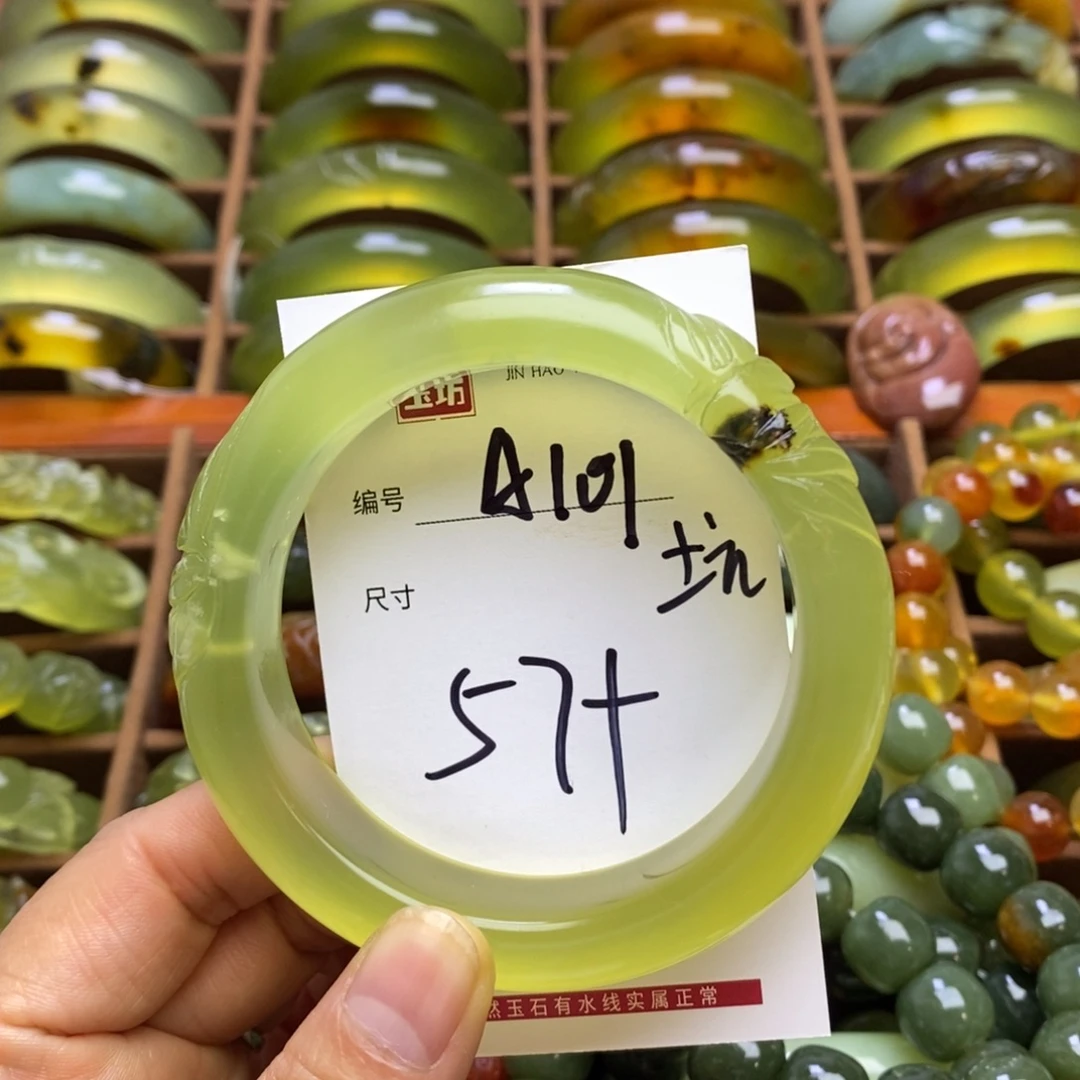 玉坊
JIN HAO
编号 A101
土坑
尺寸
57+
然玉石有水线实属正常